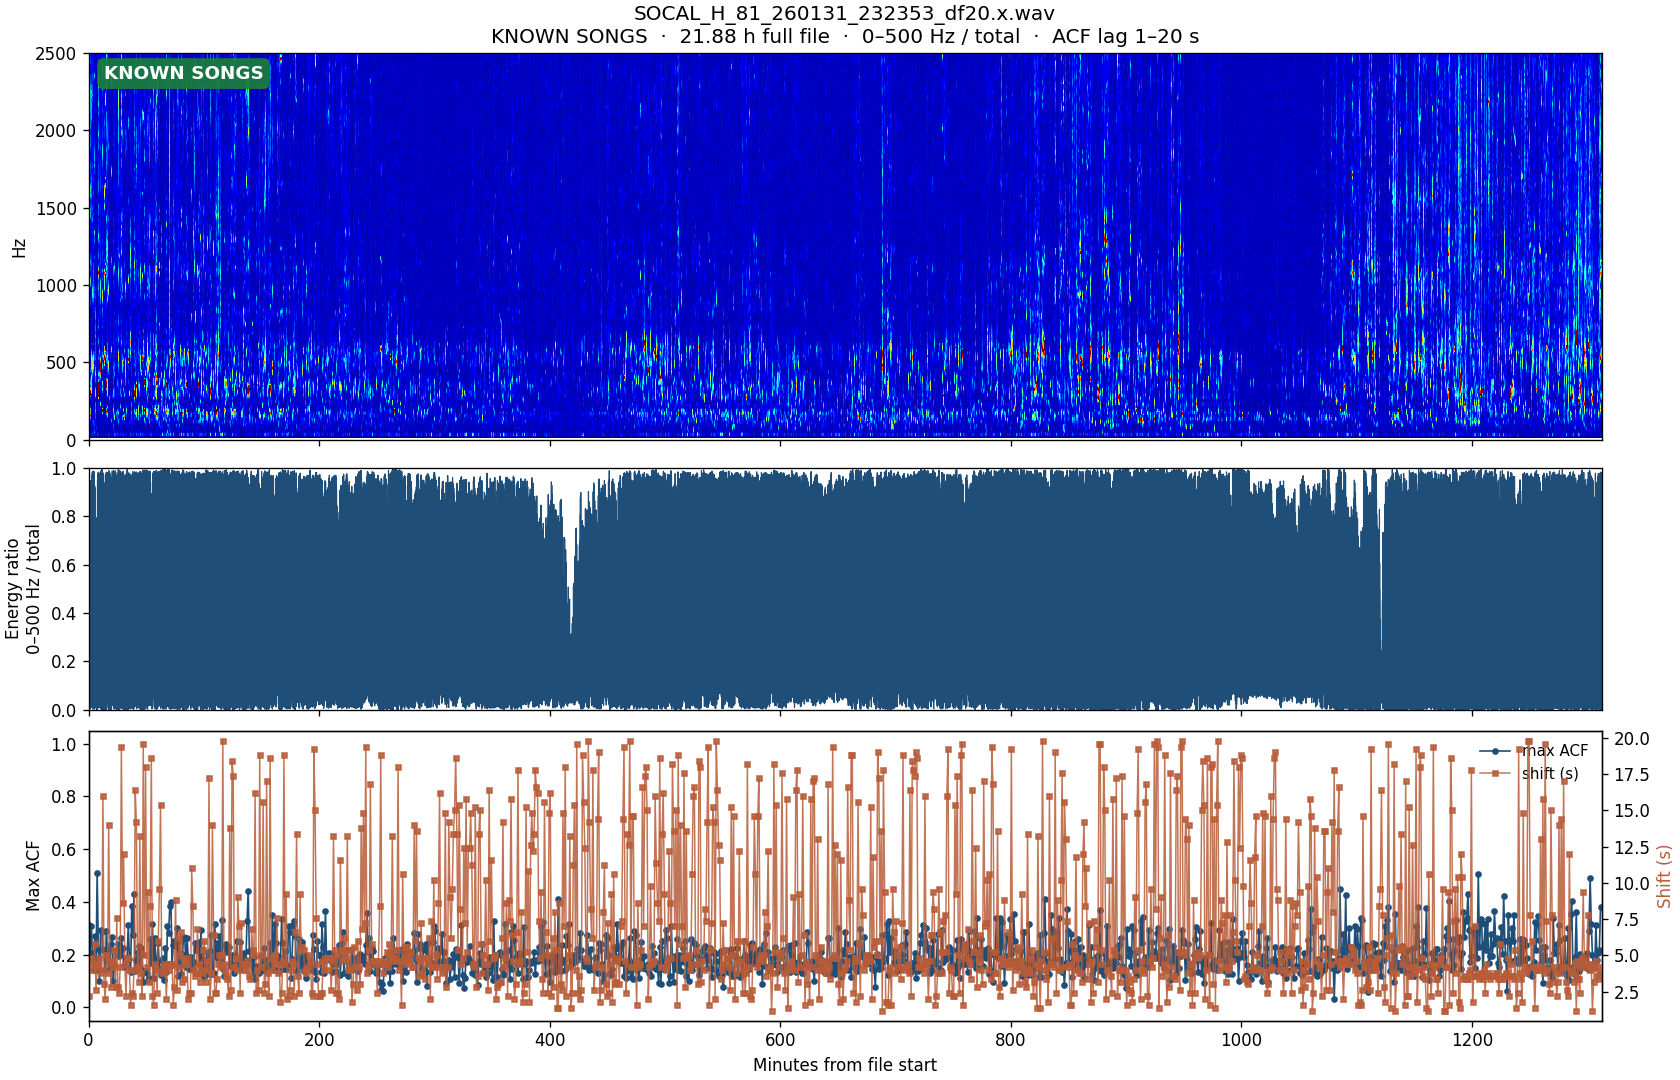 SOCAL_H_81_260131_232353_df20.x.wav
KNOWN SONGS · 21.88 h full file · 0–500 Hz / total · ACF lag 1–20 s
KNOWN SONGS
2500
2000
1500
1000
500
0
Hz
1.0
0.8
0.6
0.4
0.2
0.0
Energy ratio
0–500 Hz / total
1.0
0.8
0.6
0.4
0.2
0.0
Max ACF
max ACF
shift (s)
20.0
17.5
15.0
12.5
10.0
7.5
5.0
2.5
Shift (s)
0 200 400 600 800 1000 1200
Minutes from file start